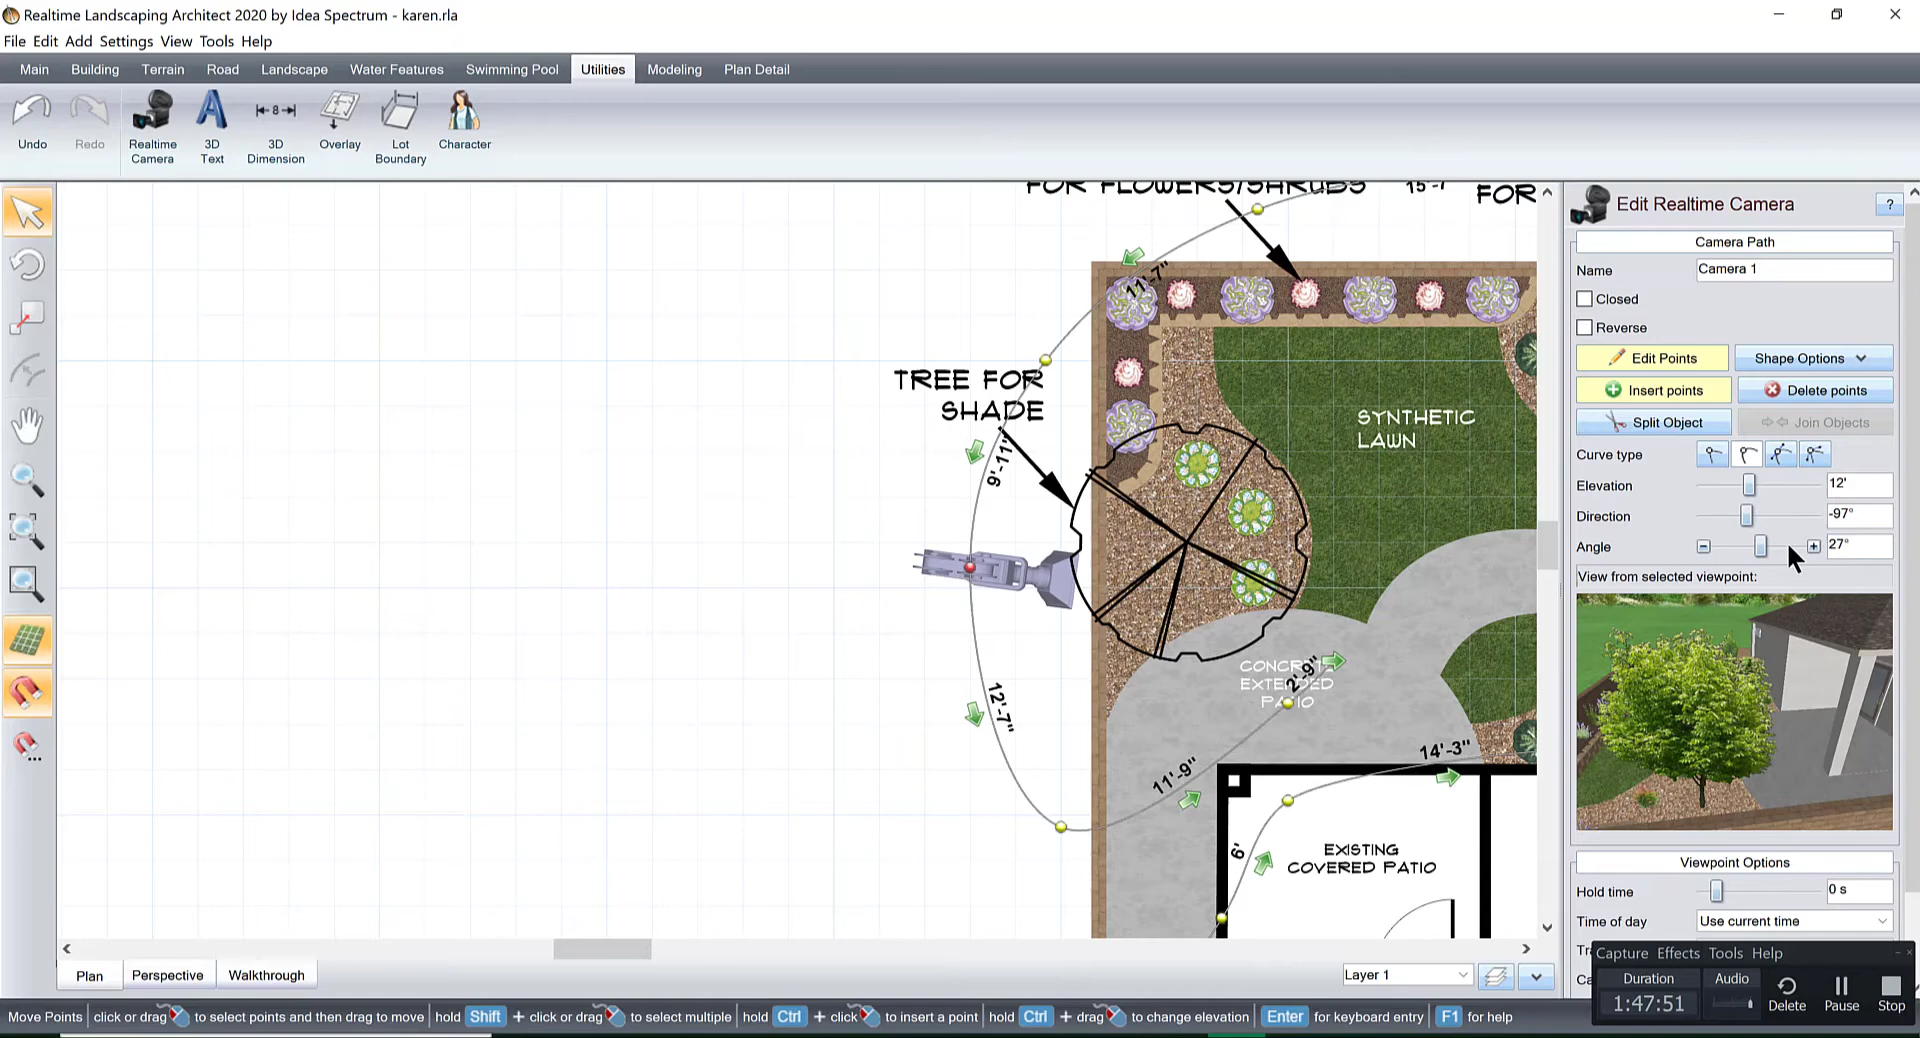 Realtime Landscaping Architect 2020 by Idea Spectrum - karen.rla
File Edit Add Settings View Tools Help
Main Building Terrain Road Landscape Water Features Swimming Pool Utilities Modeling Plan Detail
8
Undo Redo Realtime Camera 3D Text 3D Dimension Overlay Lot Boundary Character
FOR FLOWERS/SHRUBS
15'-7
FOR
11'-7"
TREE FOR
SHADE
9'-11"
SYNTHETIC
LAWN
CONCRETE
EXTENDED
PATIO
2'-9"
12'-7"
11'-9"
14'-3"
6'
EXISTING
COVERED PATIO
Edit Realtime Camera ?
Camera Path
Name Camera 1
Closed
Reverse
Edit Points Shape Options
Insert points Delete points
Split Object Join Objects
Curve type
Elevation 12'
Direction -97°
Angle 27°
View from selected viewpoint:
Viewpoint Options
Hold time 0 s
Time of day Use current time
Capture Effects Tools Help
Duration Audio
1:47:51 Delete Pause Stop
Plan Perspective Walkthrough Layer 1
Move Points click or drag to select points and then drag to move hold Shift + click or drag to select multiple hold Ctrl + click to insert a point hold Ctrl + drag to change elevation Enter for keyboard entry F1 for help